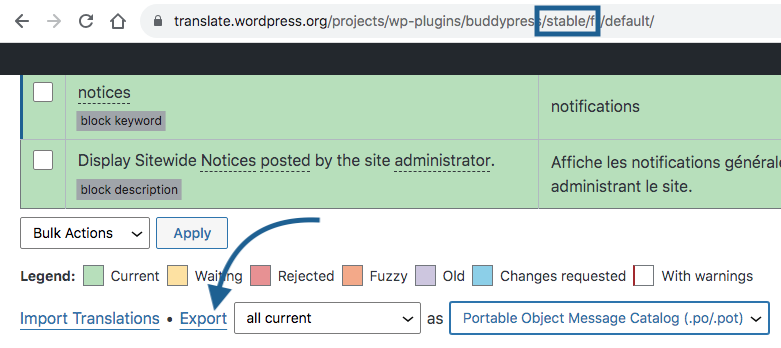 translate.wordpress.org/projects/wp-plugins/buddypress/stable/fr/default/
notices
block keyword
notifications
Display Sitewide Notices posted by the site administrator.
block description
Affiche les notifications générale
administrant le site.
Bulk Actions
Apply
Legend: Current Waiting Rejected Fuzzy Old Changes requested With warnings
Import Translations • Export all current as Portable Object Message Catalog (.po/.pot)